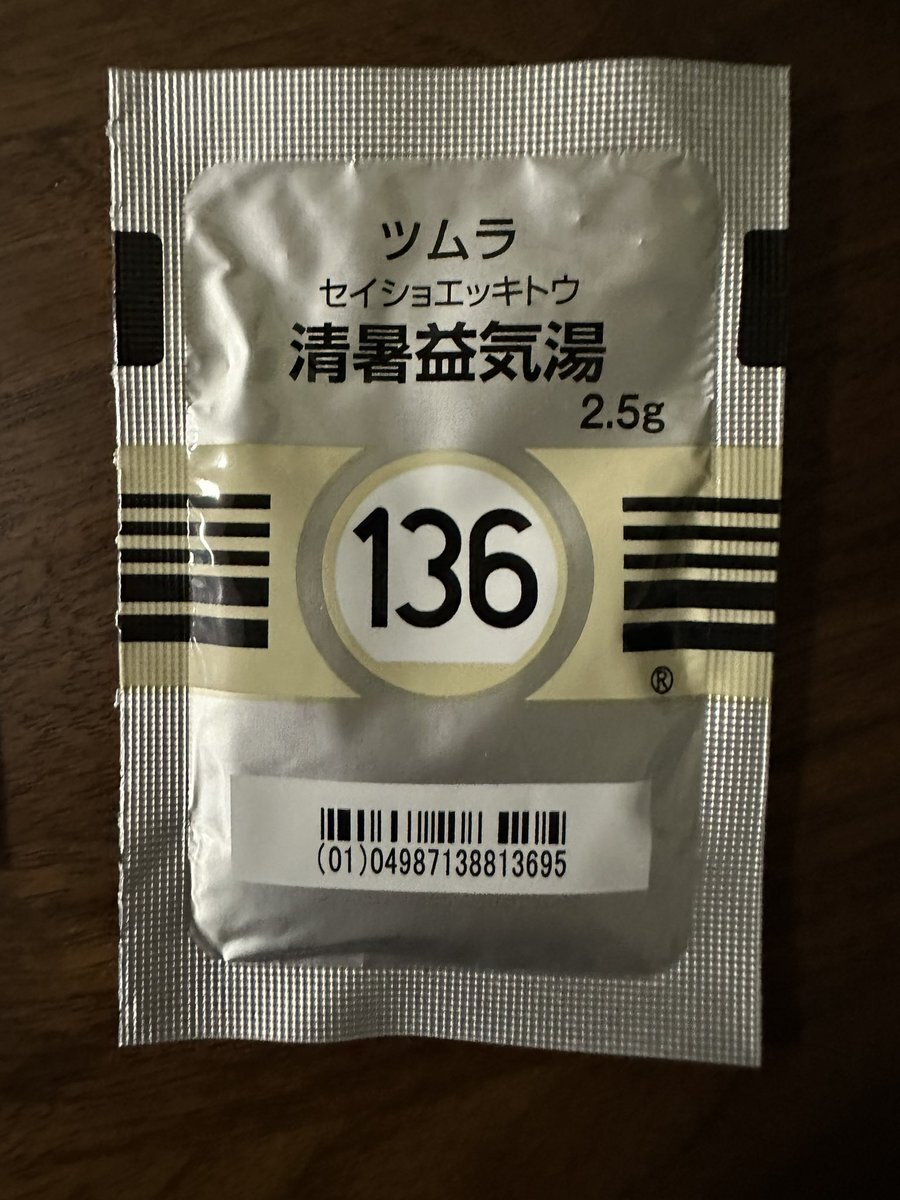 ツムラ
セイショエッキトウ
清暑益気湯
2.5g
136
®
(01)04987138813695